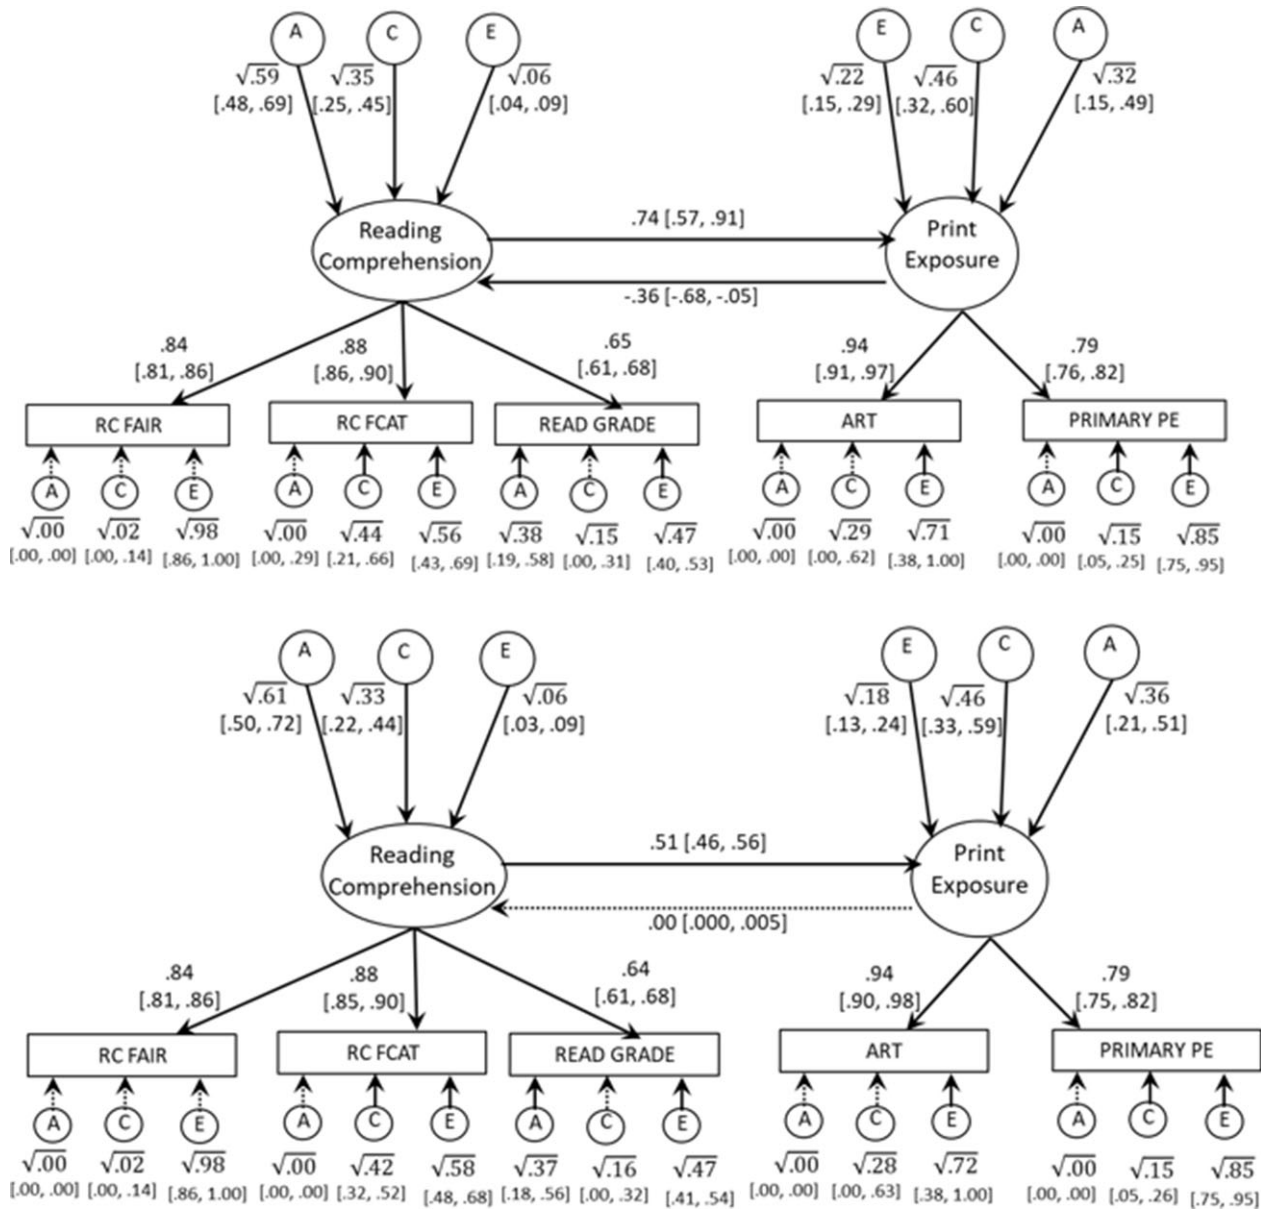 A C E E C A
√.59 √.35 √.06 √.22 √.46 √.32
[.48, .69] [.25, .45] [.04, .09] [.15, .29] [.32, .60] [.15, .49]
Reading
Comprehension
Print
Exposure
.74 [.57, .91]
-.36 [-.68, -.05]
.84
[.81, .86]
.88
[.86, .90]
.65
[.61, .68]
.94
[.91, .97]
.79
[.76, .82]
RC FAIR RC FCAT READ GRADE ART PRIMARY PE
A C E A C E A C E A C E A C E
√.00 √.02 √.98 √.00 √.44 √.56 √.38 √.15 √.47 √.00 √.29 √.71 √.00 √.15 √.85
[.00, .00] [.00, .14] [.86, 1.00] [.00, .29] [.21, .66] [.43, .69] [.19, .58] [.00, .31] [.40, .53] [.00, .00] [.00, .62] [.38, 1.00] [.00, .00] [.05, .25] [.75, .95]
A C E E C A
√.61 √.33 √.06 √.18 √.46 √.36
[.50, .72] [.22, .44] [.03, .09] [.13, .24] [.33, .59] [.21, .51]
Reading
Comprehension
Print
Exposure
.51 [.46, .56]
.00 [.000, .005]
.84
[.81, .86]
.88
[.85, .90]
.64
[.61, .68]
.94
[.90, .98]
.79
[.75, .82]
RC FAIR RC FCAT READ GRADE ART PRIMARY PE
A C E A C E A C E A C E A C E
√.00 √.02 √.98 √.00 √.42 √.58 √.37 √.16 √.47 √.00 √.28 √.72 √.00 √.15 √.85
[.00, .00] [.00, .14] [.86, 1.00] [.00, .00] [.32, .52] [.48, .68] [.18, .56] [.00, .32] [.41, .54] [.00, .00] [.00, .63] [.38, 1.00] [.00, .00] [.05, .26] [.75, .95]